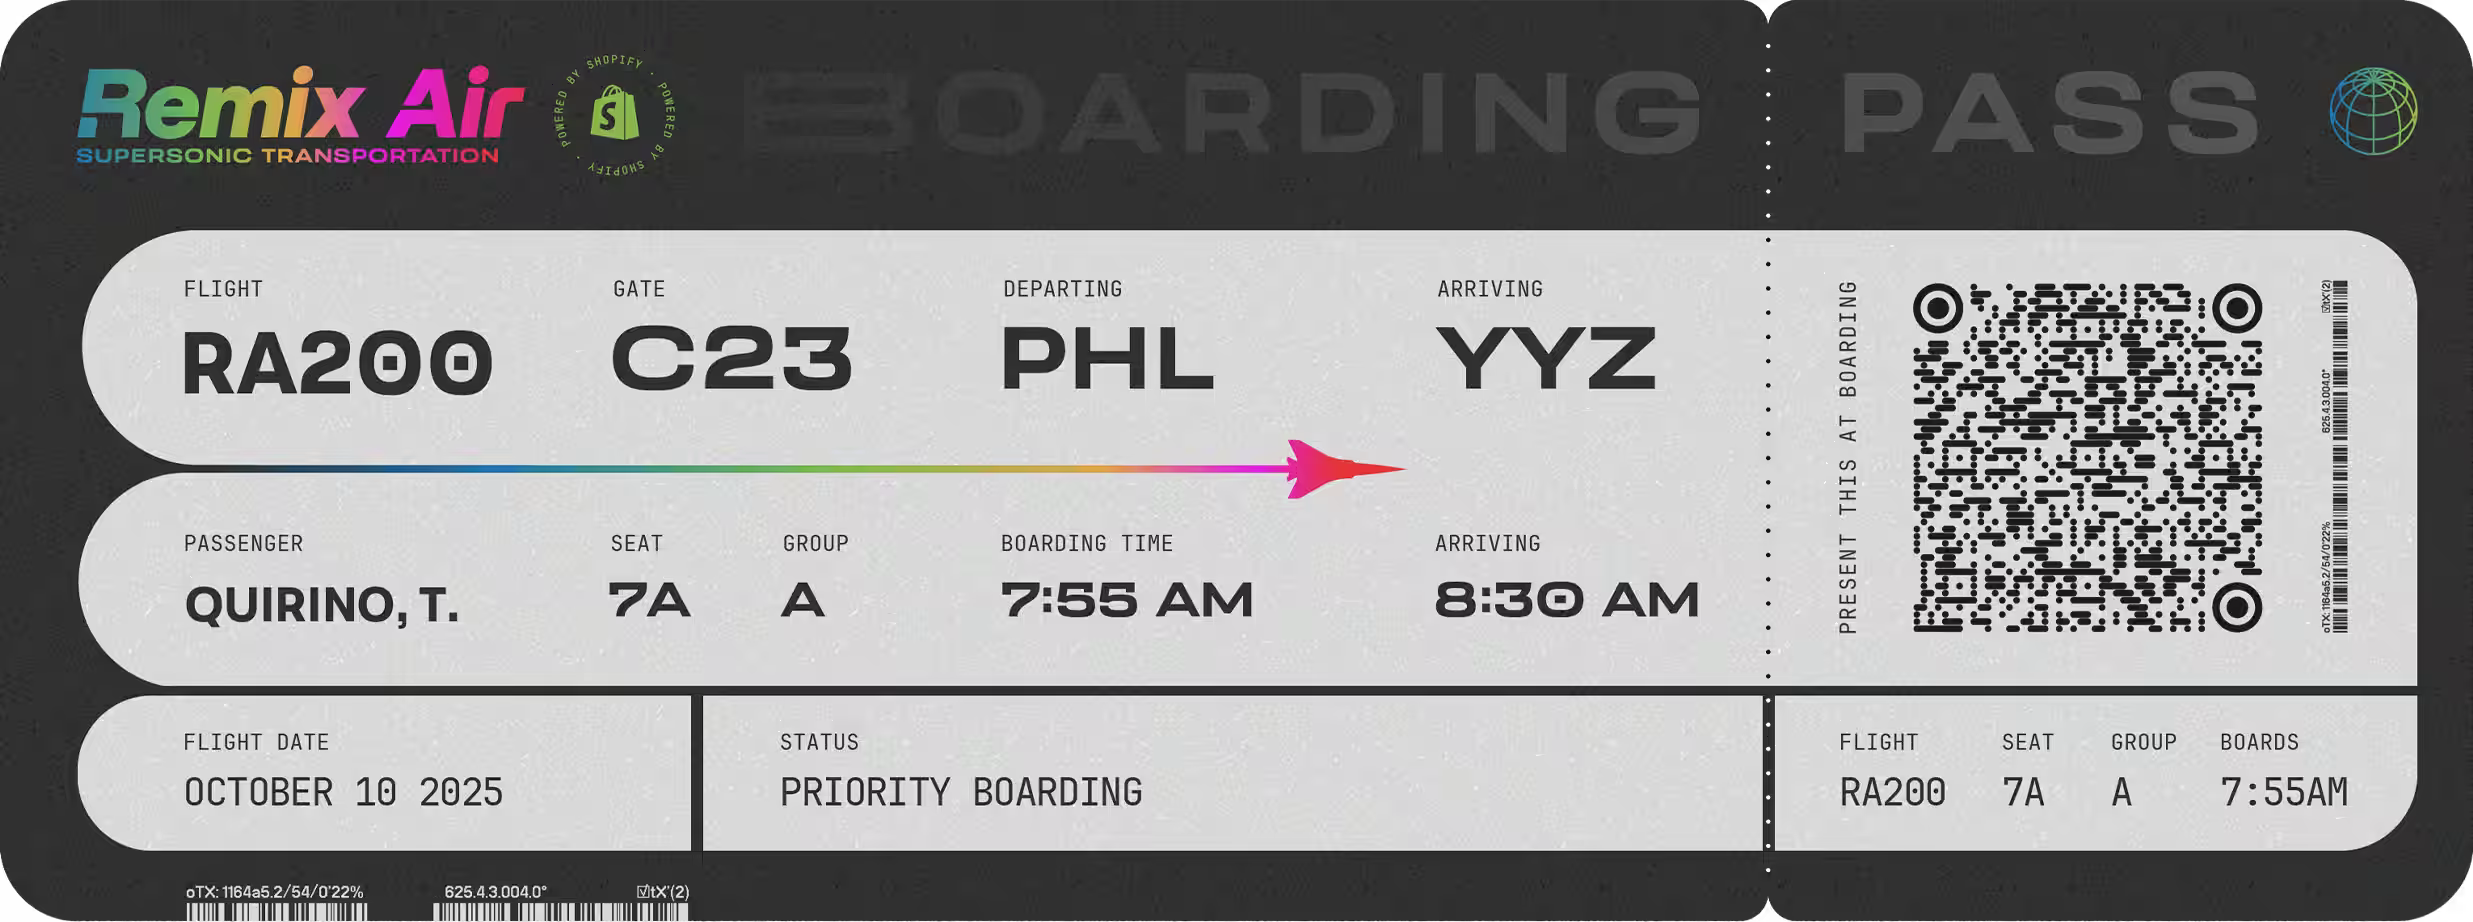 Remix Air
SUPERSONIC TRANSPORTATION
POWERED BY SHOPIFY · POWERED BY SHOPIFY ·
BOARDING PASS
FLIGHT GATE DEPARTING ARRIVING
RA200 C23 PHL YYZ
PASSENGER SEAT GROUP BOARDING TIME ARRIVING
QUIRINO, T. 7A A 7:55 AM 8:30 AM
PRESENT THIS AT BOARDING
oTX: 1164a5.2/54/0'22% 625.4.3.004.0° ☑tX'(2)
FLIGHT DATE STATUS
OCTOBER 10 2025 PRIORITY BOARDING
FLIGHT SEAT GROUP BOARDS
RA200 7A A 7:55AM
oTX: 1164a5.2/54/0'22% 625.4.3.004.0° ☑tX'(2)